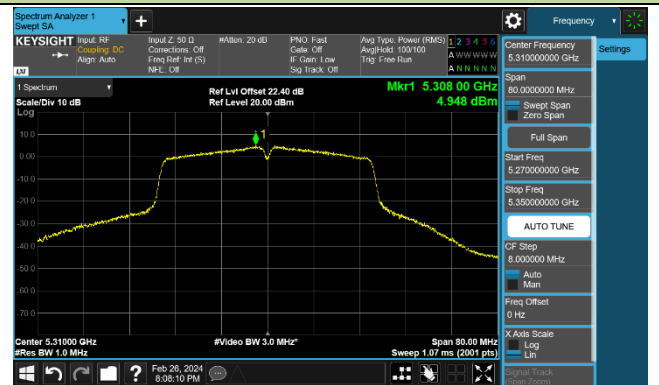 Spectrum Analyzer 1
Swept SA
+
Frequency
KEYSIGHT
Input: RF
Coupling: DC
Align: Auto
Input Z: 50 Ω
Corrections: Off
Freq Ref: Int (S)
NFE: Off
#Atten: 20 dB
PNO: Fast
Gate: Off
IF Gain: Low
Sig Track: Off
Avg Type: Power (RMS)
Avg|Hold: 100/100
Trig: Free Run
1 2 3 4 5 6
A W W W W W
A N N N N N
LXI
1 Spectrum
Scale/Div 10 dB
Log
Ref Lvl Offset 22.40 dB
Ref Level 20.00 dBm
Mkr1 5.308 00 GHz
4.948 dBm
1
10.0
0.00
-10.0
-20.0
-30.0
-40.0
-50.0
-60.0
-70.0
Center 5.31000 GHz
#Res BW 1.0 MHz
#Video BW 3.0 MHz*
Span 80.00 MHz
Sweep 1.07 ms (2001 pts)
Feb 26, 2024
8:08:10 PM
?
Center Frequency
5.310000000 GHz
Settings
Span
80.0000000 MHz
Swept Span
Zero Span
Full Span
Start Freq
5.270000000 GHz
Stop Freq
5.350000000 GHz
AUTO TUNE
CF Step
8.000000 MHz
Auto
Man
Freq Offset
0 Hz
X Axis Scale
Log
Lin
Signal Track
(Span Zoom)